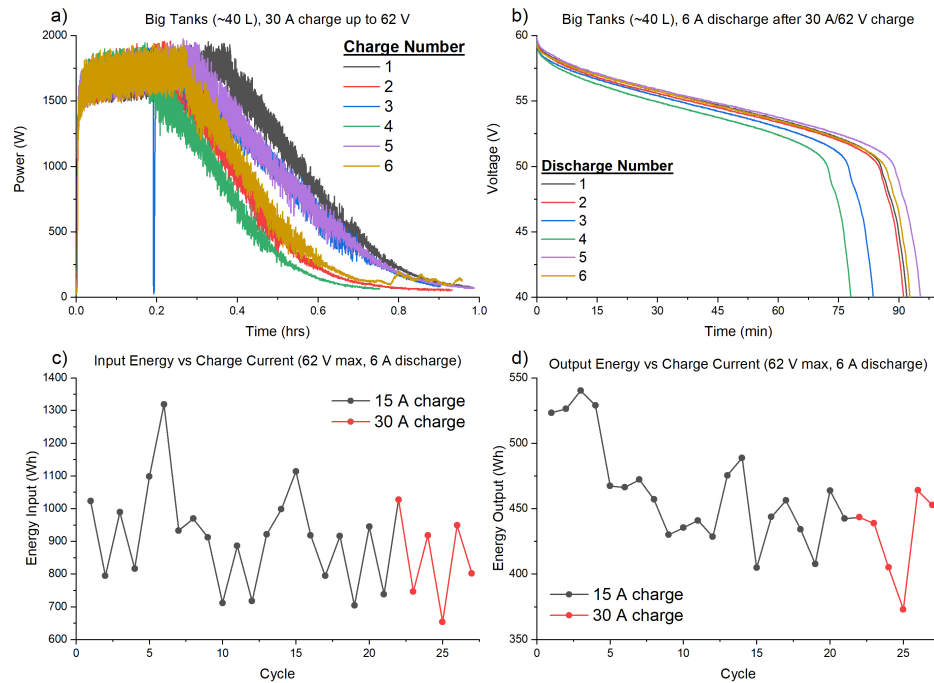 a)
Big Tanks (~40 L), 30 A charge up to 62 V
Power (W)
2000
1500
1000
500
0
Charge Number
1
2
3
4
5
6
0.0
0.2
0.4
0.6
0.8
1.0
Time (hrs)
b)
Big Tanks (~40 L), 6 A discharge after 30 A/62 V charge
Voltage (V)
60
55
50
45
40
Discharge Number
1
2
3
4
5
6
0
15
30
45
60
75
90
Time (min)
c)
Input Energy vs Charge Current (62 V max, 6 A discharge)
Energy Input (Wh)
1400
1300
1200
1100
1000
900
800
700
600
15 A charge
30 A charge
0
5
10
15
20
25
Cycle
d)
Output Energy vs Charge Current (62 V max, 6 A discharge)
Energy Output (Wh)
550
500
450
400
350
15 A charge
30 A charge
0
5
10
15
20
25
Cycle